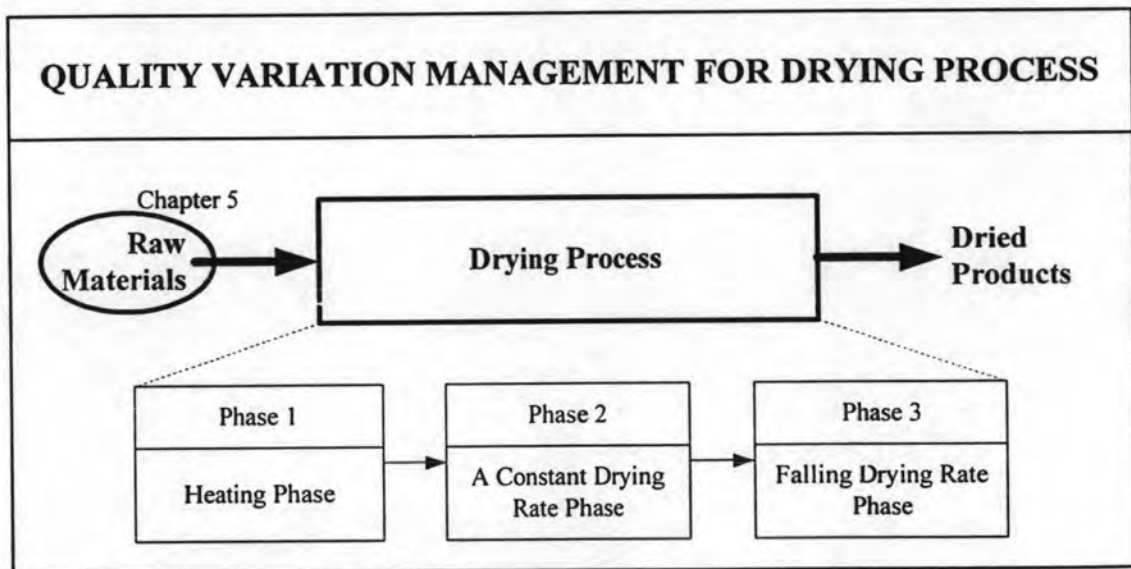 QUALITY VARIATION MANAGEMENT FOR DRYING PROCESS
Chapter 5
Raw
Materials
Drying Process
Dried
Products
Phase 1
Heating Phase
Phase 2
A Constant Drying
Rate Phase
Phase 3
Falling Drying Rate
Phase